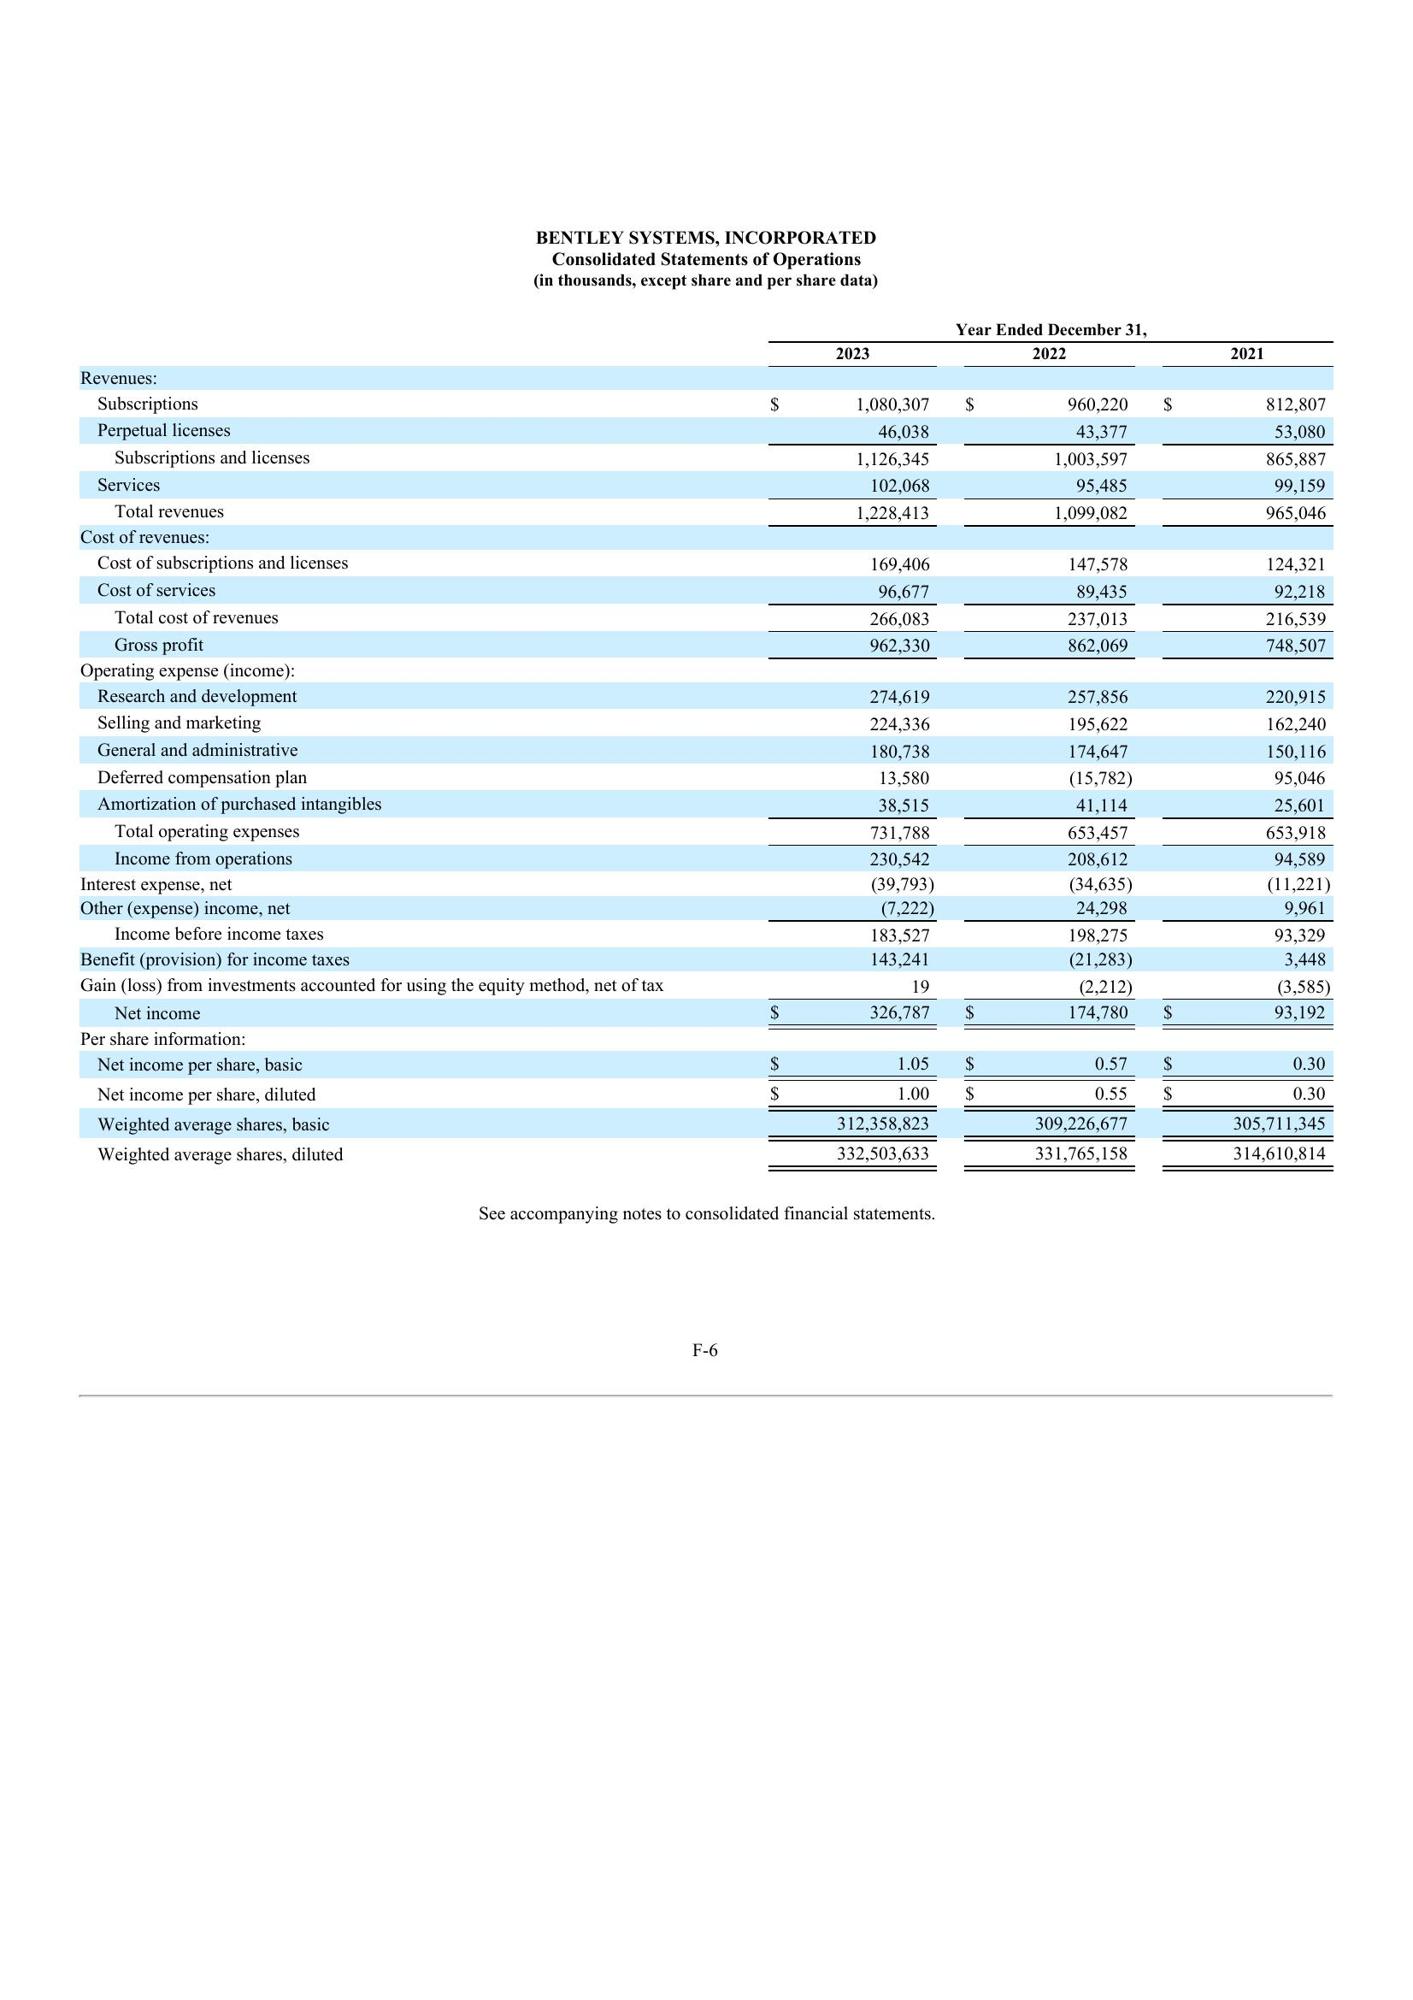 BENTLEY SYSTEMS, INCORPORATED
Consolidated Statements of Operations
(in thousands, except share and per share data)
Year Ended December 31,
2023 2022 2021
Revenues:
Subscriptions $ 1,080,307 $ 960,220 $ 812,807
Perpetual licenses 46,038 43,377 53,080
Subscriptions and licenses 1,126,345 1,003,597 865,887
Services 102,068 95,485 99,159
Total revenues 1,228,413 1,099,082 965,046
Cost of revenues:
Cost of subscriptions and licenses 169,406 147,578 124,321
Cost of services 96,677 89,435 92,218
Total cost of revenues 266,083 237,013 216,539
Gross profit 962,330 862,069 748,507
Operating expense (income):
Research and development 274,619 257,856 220,915
Selling and marketing 224,336 195,622 162,240
General and administrative 180,738 174,647 150,116
Deferred compensation plan 13,580 (15,782) 95,046
Amortization of purchased intangibles 38,515 41,114 25,601
Total operating expenses 731,788 653,457 653,918
Income from operations 230,542 208,612 94,589
Interest expense, net (39,793) (34,635) (11,221)
Other (expense) income, net (7,222) 24,298 9,961
Income before income taxes 183,527 198,275 93,329
Benefit (provision) for income taxes 143,241 (21,283) 3,448
Gain (loss) from investments accounted for using the equity method, net of tax 19 (2,212) (3,585)
Net income $ 326,787 $ 174,780 $ 93,192
Per share information:
Net income per share, basic $ 1.05 $ 0.57 $ 0.30
Net income per share, diluted $ 1.00 $ 0.55 $ 0.30
Weighted average shares, basic 312,358,823 309,226,677 305,711,345
Weighted average shares, diluted 332,503,633 331,765,158 314,610,814
See accompanying notes to consolidated financial statements.
F-6